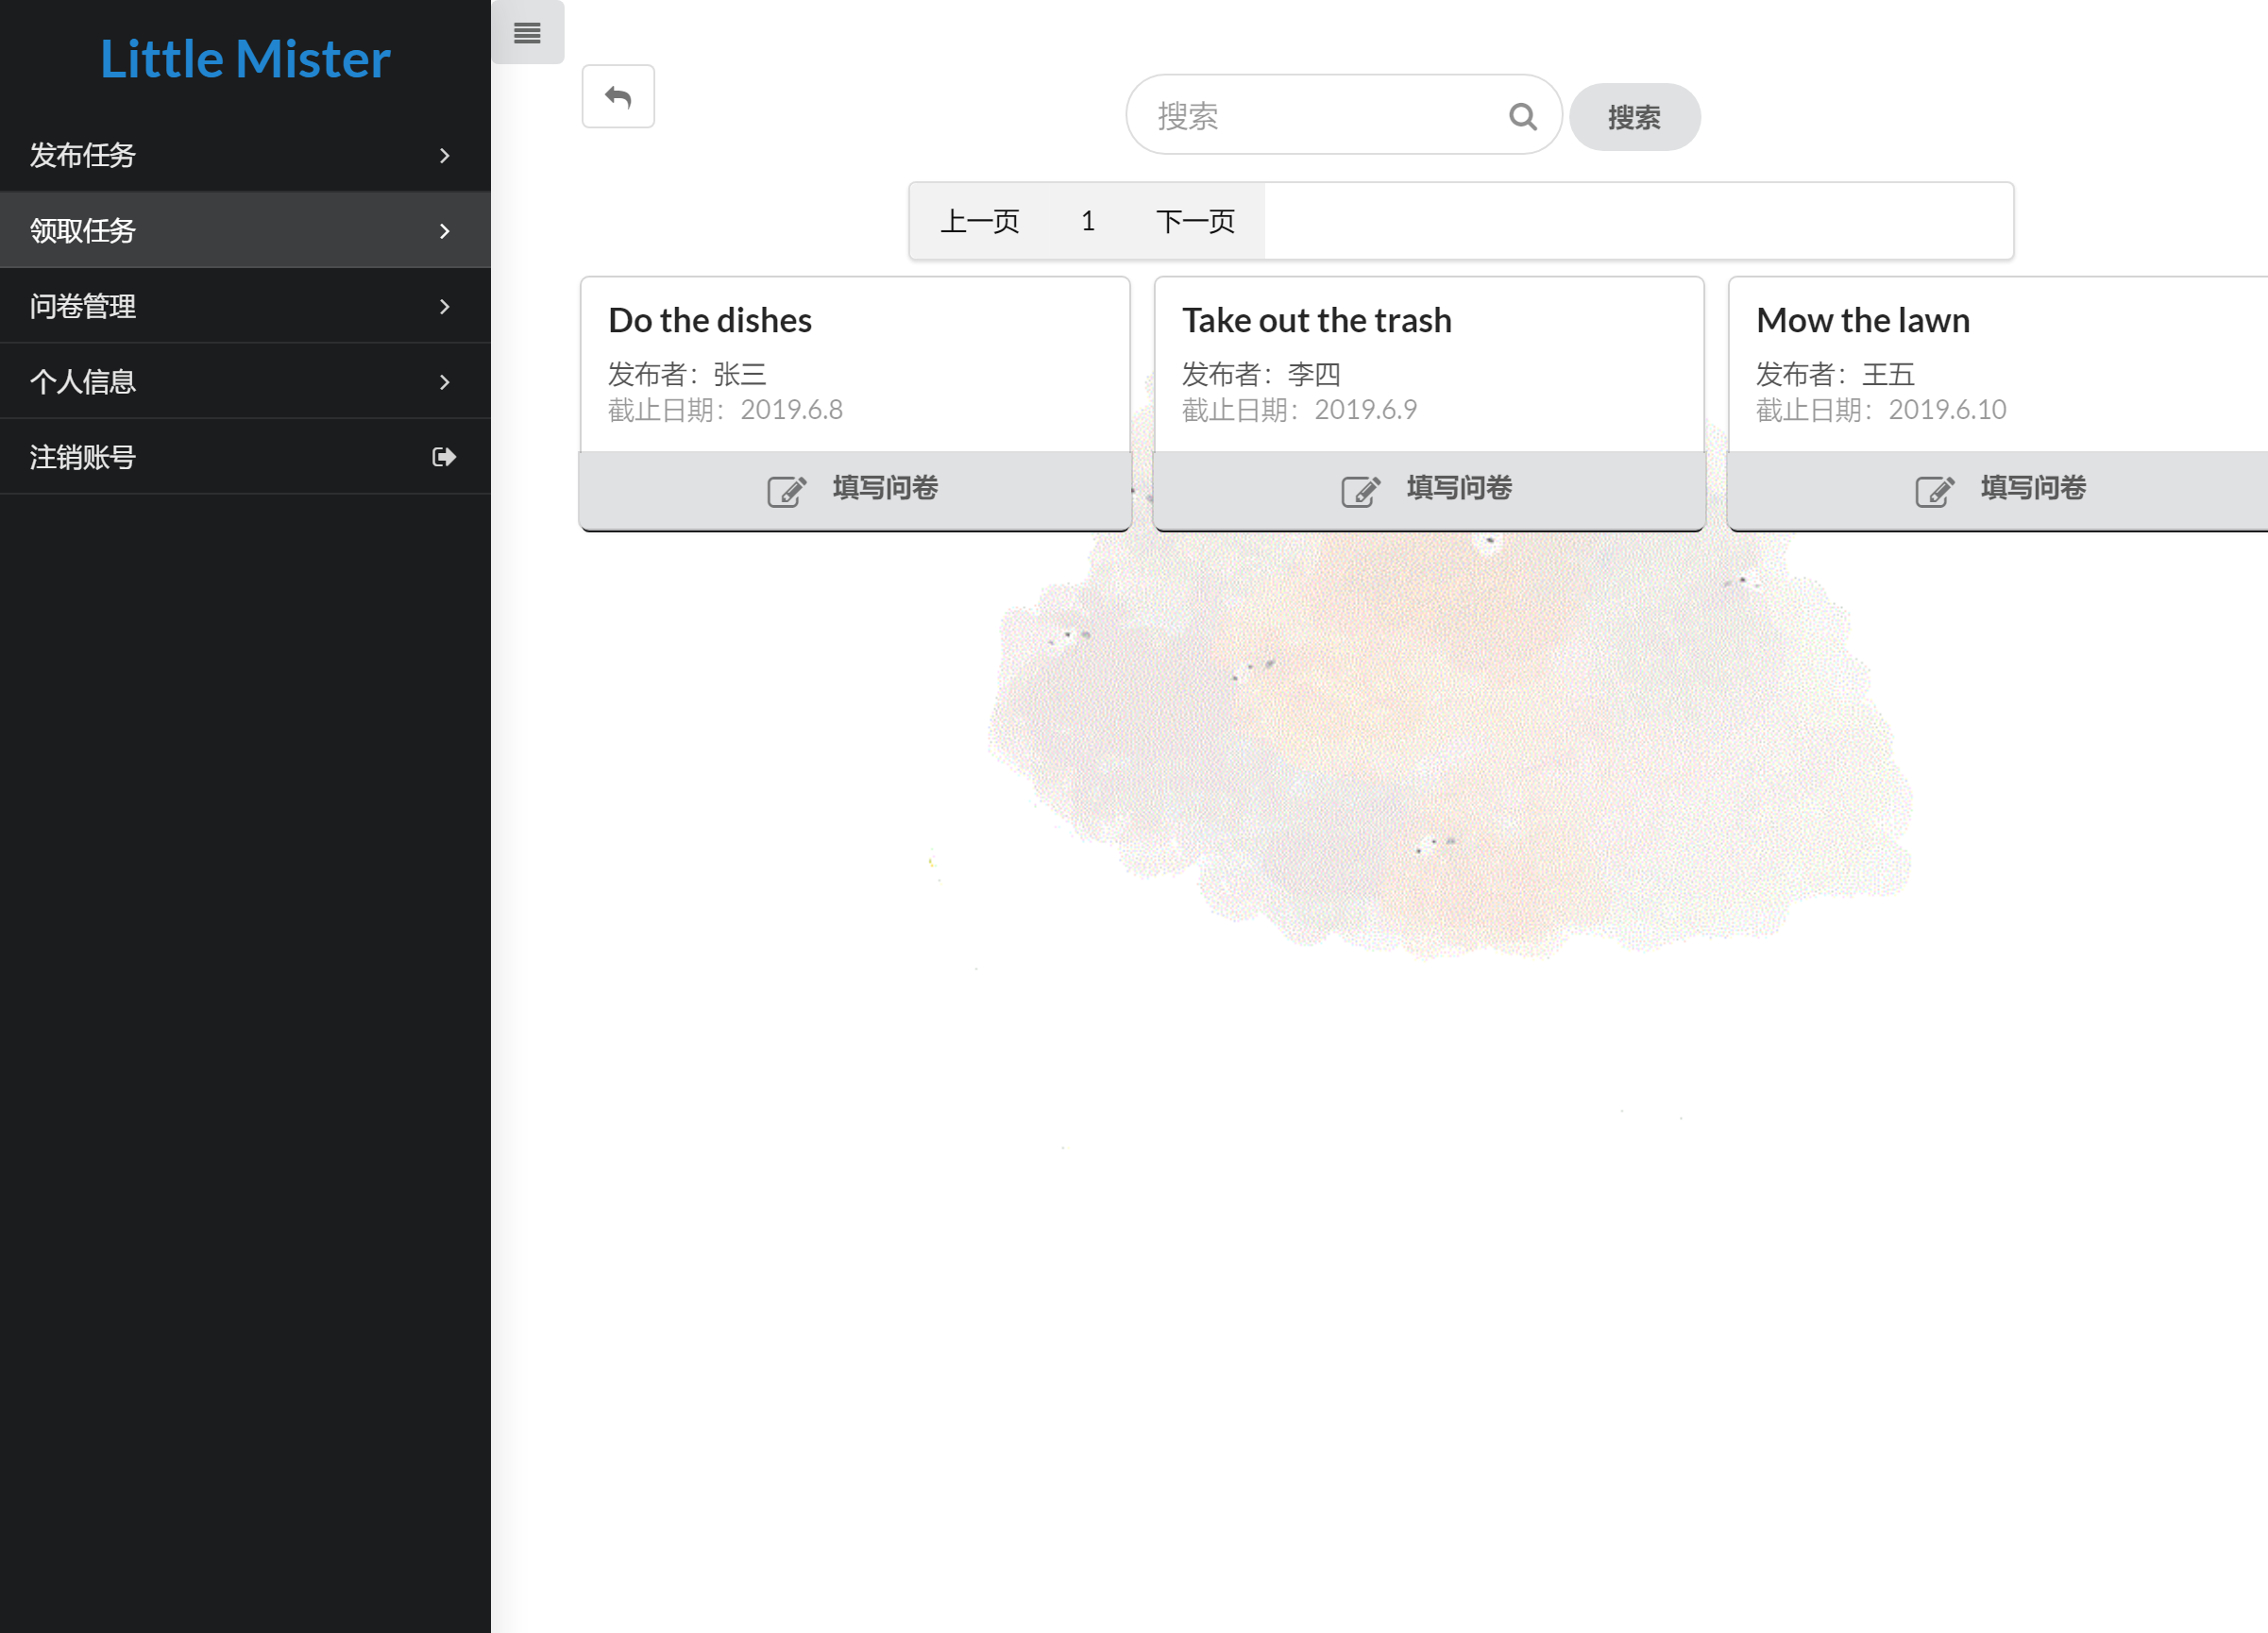 Little Mister
发布任务
领取任务
问卷管理
个人信息
注销账号
搜索 搜索
上一页 1 下一页
Do the dishes
发布者：张三
截止日期：2019.6.8
填写问卷
Take out the trash
发布者：李四
截止日期：2019.6.9
填写问卷
Mow the lawn
发布者：王五
截止日期：2019.6.10
填写问卷